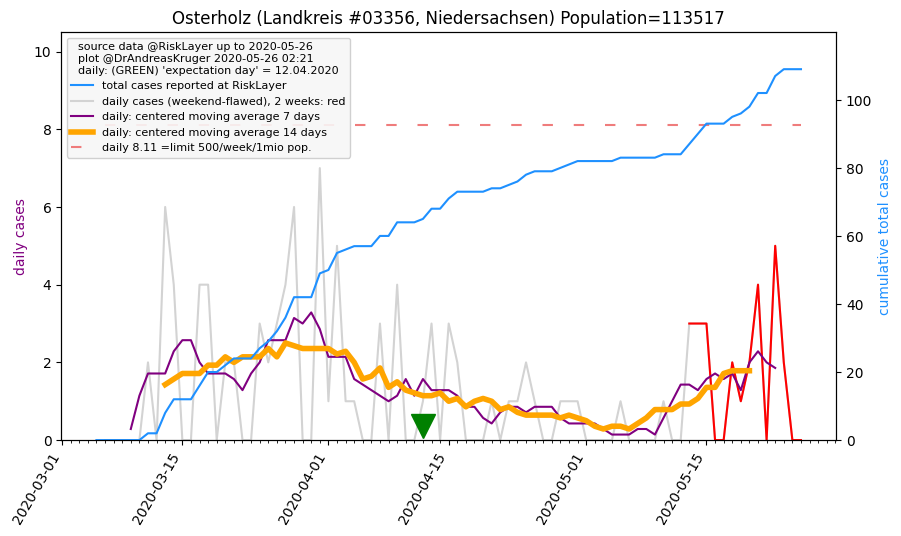 Osterholz (Landkreis #03356, Niedersachsen) Population=113517
source data @RiskLayer up to 2020-05-26
plot @DrAndreasKruger 2020-05-26 02:21
daily: (GREEN) 'expectation day' = 12.04.2020
total cases reported at RiskLayer
daily cases (weekend-flawed), 2 weeks: red
daily: centered moving average 7 days
daily: centered moving average 14 days
daily 8.11 =limit 500/week/1mio pop.
daily cases
10
8
6
4
2
0
cumulative total cases
100
80
60
40
20
0
2020-03-01
2020-03-15
2020-04-01
2020-04-15
2020-05-01
2020-05-15